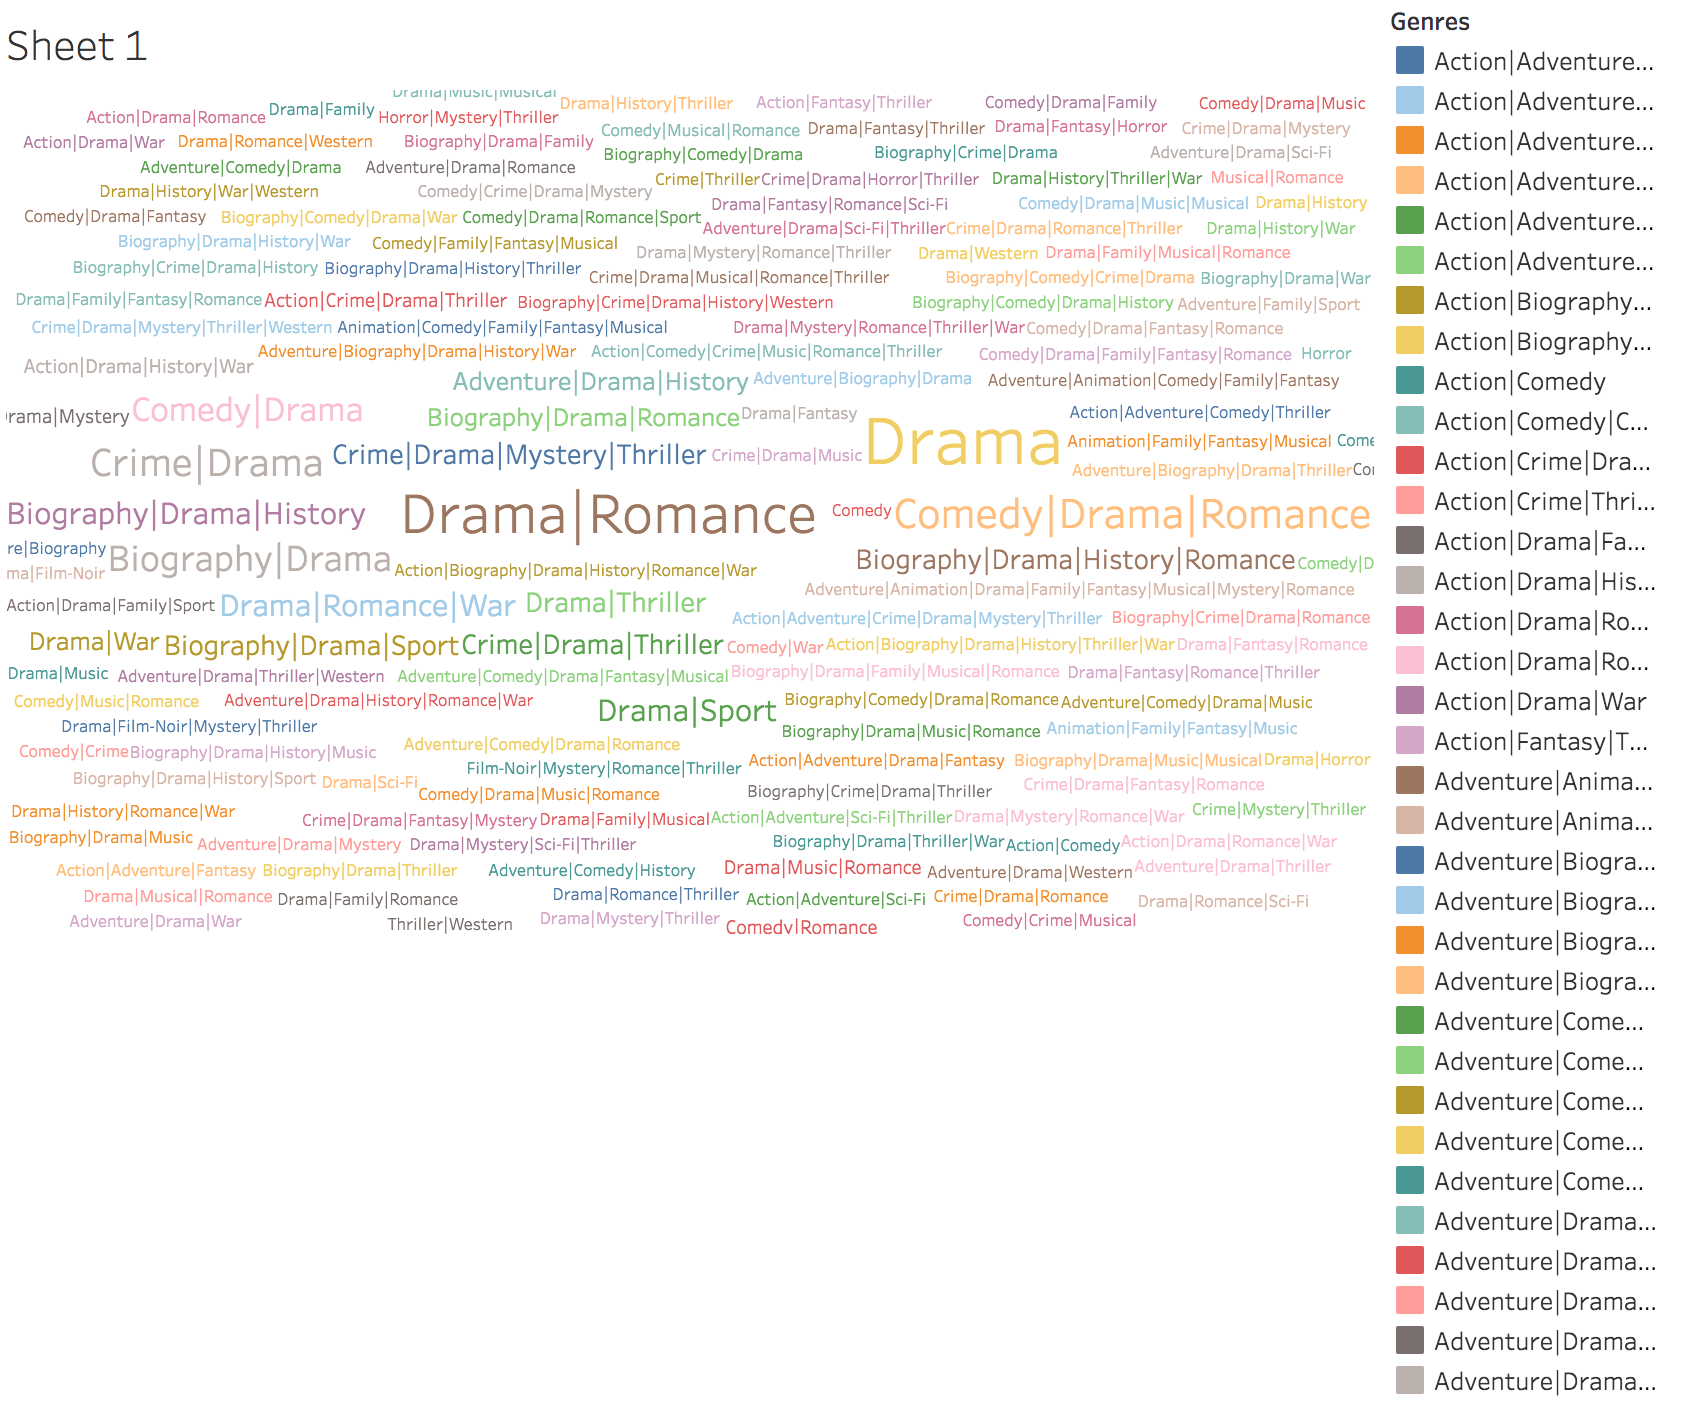 Sheet 1
Drama|Music|Musical
Drama|History|Thriller Action|Fantasy|Thriller Comedy|Drama|Family Comedy|Drama|Music
Action|Drama|Romance Drama|Family Horror|Mystery|Thriller
Comedy|Musical|Romance Drama|Fantasy|Thriller Drama|Fantasy|Horror Crime|Drama|Mystery
Action|Drama|War Drama|Romance|Western Biography|Drama|Family
Biography|Comedy|Drama Biography|Crime|Drama Adventure|Drama|Sci-Fi
Adventure|Comedy|Drama Adventure|Drama|Romance
Crime|Thriller Crime|Drama|Horror|Thriller Drama|History|Thriller|War Musical|Romance
Drama|History|War|Western Comedy|Crime|Drama|Mystery
Drama|Fantasy|Romance|Sci-Fi Comedy|Drama|Music|Musical Drama|History
Comedy|Drama|Fantasy Biography|Comedy|Drama|War Comedy|Drama|Romance|Sport
Adventure|Drama|Sci-Fi|Thriller Crime|Drama|Romance|Thriller Drama|History|War
Biography|Drama|History|War Comedy|Family|Fantasy|Musical
Drama|Mystery|Romance|Thriller Drama|Western Drama|Family|Musical|Romance
Biography|Crime|Drama|History Biography|Drama|History|Thriller
Crime|Drama|Musical|Romance|Thriller Biography|Comedy|Crime|Drama Biography|Drama|War
Drama|Family|Fantasy|Romance Action|Crime|Drama|Thriller Biography|Crime|Drama|History|Western Biography|Comedy|Drama|History Adventure|Family|Sport
Crime|Drama|Mystery|Thriller|Western Animation|Comedy|Family|Fantasy|Musical Drama|Mystery|Romance|Thriller|War Comedy|Drama|Fantasy|Romance
Adventure|Biography|Drama|History|War Action|Comedy|Crime|Music|Romance|Thriller Comedy|Drama|Family|Fantasy|Romance Horror
Action|Drama|History|War
Adventure|Drama|History Adventure|Biography|Drama Adventure|Animation|Comedy|Family|Fantasy
rama|Mystery Comedy|Drama Biography|Drama|Romance Drama|Fantasy Action|Adventure|Comedy|Thriller
Drama Animation|Family|Fantasy|Musical Come
Crime|Drama Crime|Drama|Mystery|Thriller Crime|Drama|Music
Adventure|Biography|Drama|Thriller Co
Biography|Drama|History Drama|Romance Comedy Comedy|Drama|Romance
re|Biography
Biography|Drama Action|Biography|Drama|History|Romance|War Biography|Drama|History|Romance Comedy|D
ma|Film-Noir
Adventure|Animation|Drama|Family|Fantasy|Musical|Mystery|Romance
Action|Drama|Family|Sport Drama|Romance|War Drama|Thriller
Action|Adventure|Crime|Drama|Mystery|Thriller Biography|Crime|Drama|Romance
Drama|War Biography|Drama|Sport Crime|Drama|Thriller Comedy|War Action|Biography|Drama|History|Thriller|War Drama|Fantasy|Romance
Drama|Music Adventure|Drama|Thriller|Western Adventure|Comedy|Drama|Fantasy|Musical Biography|Drama|Family|Musical|Romance Drama|Fantasy|Romance|Thriller
Comedy|Music|Romance Adventure|Drama|History|Romance|War Drama|Sport Biography|Comedy|Drama|Romance Adventure|Comedy|Drama|Music
Drama|Film-Noir|Mystery|Thriller Biography|Drama|Music|Romance Animation|Family|Fantasy|Music
Comedy|Crime Biography|Drama|History|Music Adventure|Comedy|Drama|Romance
Action|Adventure|Drama|Fantasy Biography|Drama|Music|Musical Drama|Horror
Biography|Drama|History|Sport Drama|Sci-Fi Film-Noir|Mystery|Romance|Thriller
Comedy|Drama|Music|Romance Biography|Crime|Drama|Thriller Crime|Drama|Fantasy|Romance
Drama|History|Romance|War Crime|Drama|Fantasy|Mystery Drama|Family|Musical Action|Adventure|Sci-Fi|Thriller Drama|Mystery|Romance|War Crime|Mystery|Thriller
Biography|Drama|Music Adventure|Drama|Mystery Drama|Mystery|Sci-Fi|Thriller Biography|Drama|Thriller|War Action|Comedy Action|Drama|Romance|War
Action|Adventure|Fantasy Biography|Drama|Thriller Adventure|Comedy|History Drama|Music|Romance Adventure|Drama|Western Adventure|Drama|Thriller
Drama|Musical|Romance Drama|Family|Romance Drama|Romance|Thriller Action|Adventure|Sci-Fi Crime|Drama|Romance Drama|Romance|Sci-Fi
Adventure|Drama|War Thriller|Western Drama|Mystery|Thriller Comedy|Romance Comedy|Crime|Musical
Genres
Action|Adventure...
Action|Adventure...
Action|Adventure...
Action|Adventure...
Action|Adventure...
Action|Adventure...
Action|Biography...
Action|Biography...
Action|Comedy
Action|Comedy|C...
Action|Crime|Dra...
Action|Crime|Thri...
Action|Drama|Fa...
Action|Drama|His...
Action|Drama|Ro...
Action|Drama|Ro...
Action|Drama|War
Action|Fantasy|T...
Adventure|Anima...
Adventure|Anima...
Adventure|Biogra...
Adventure|Biogra...
Adventure|Biogra...
Adventure|Biogra...
Adventure|Come...
Adventure|Come...
Adventure|Come...
Adventure|Come...
Adventure|Come...
Adventure|Drama...
Adventure|Drama...
Adventure|Drama...
Adventure|Drama...
Adventure|Drama...